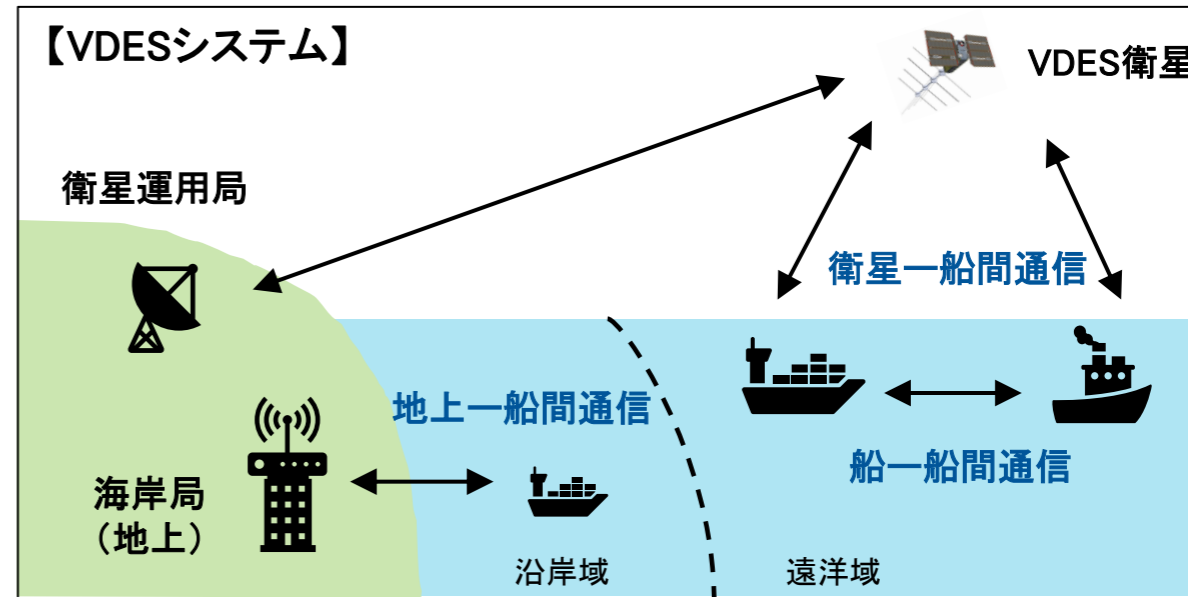 【VDESシステム】
VDES衛星
衛星運用局
衛星ー船間通信
地上ー船間通信
船ー船間通信
海岸局
（地上）
沿岸域
遠洋域